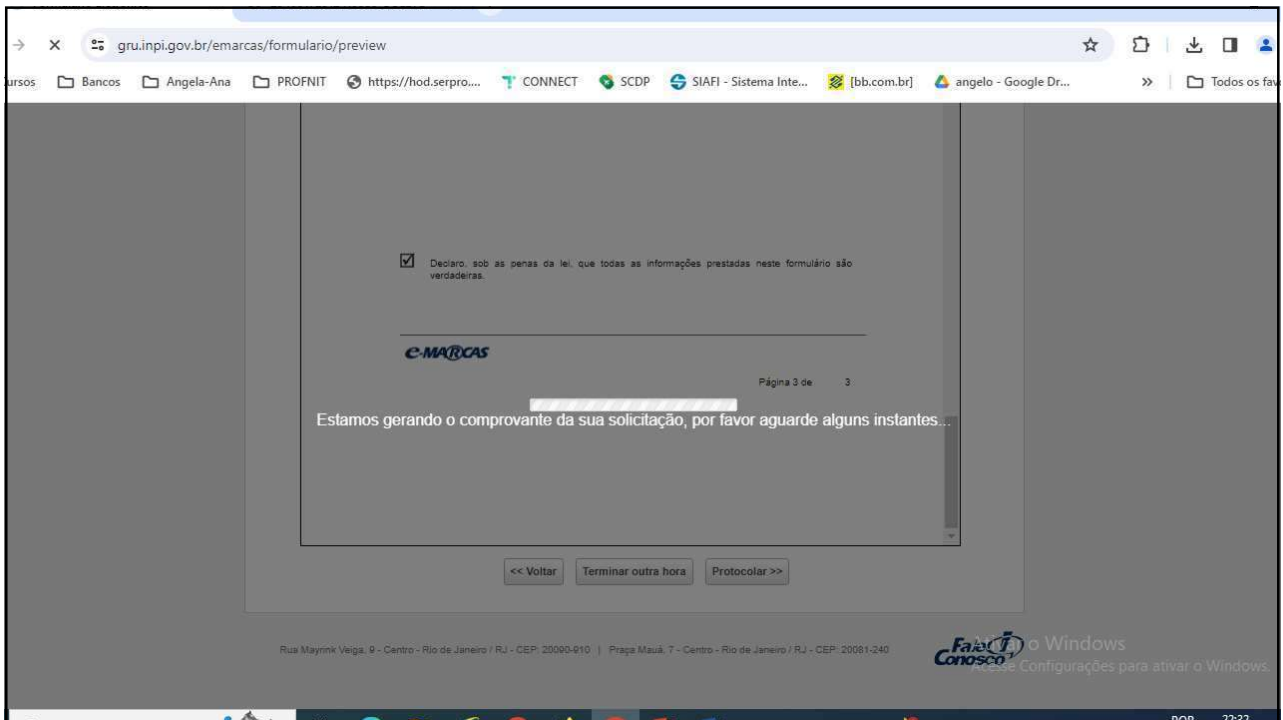 gru.inpi.gov.br/emarcas/formulario/preview
ursos Bancos Angela-Ana PROFNIT https://hod.serpro.... CONNECT SCDP SIAFI - Sistema Inte... [bb.com.br] angelo - Google Dr... » Todos os fav
Declaro, sob as penas da lei, que todas as informações prestadas neste formulário são
verdadeiras.
e-MARCAS
Página 3 de 3
Estamos gerando o comprovante da sua solicitação, por favor aguarde alguns instantes...
<< Voltar Terminar outra hora Protocolar >>
Rua Mayrink Veiga, 9 - Centro - Rio de Janeiro / RJ - CEP: 20090-910 | Praça Mauá, 7 - Centro - Rio de Janeiro / RJ - CEP: 20081-240
Fale Conosco
Ativar o Windows
Acesse Configurações para ativar o Windows.
POR 22:22